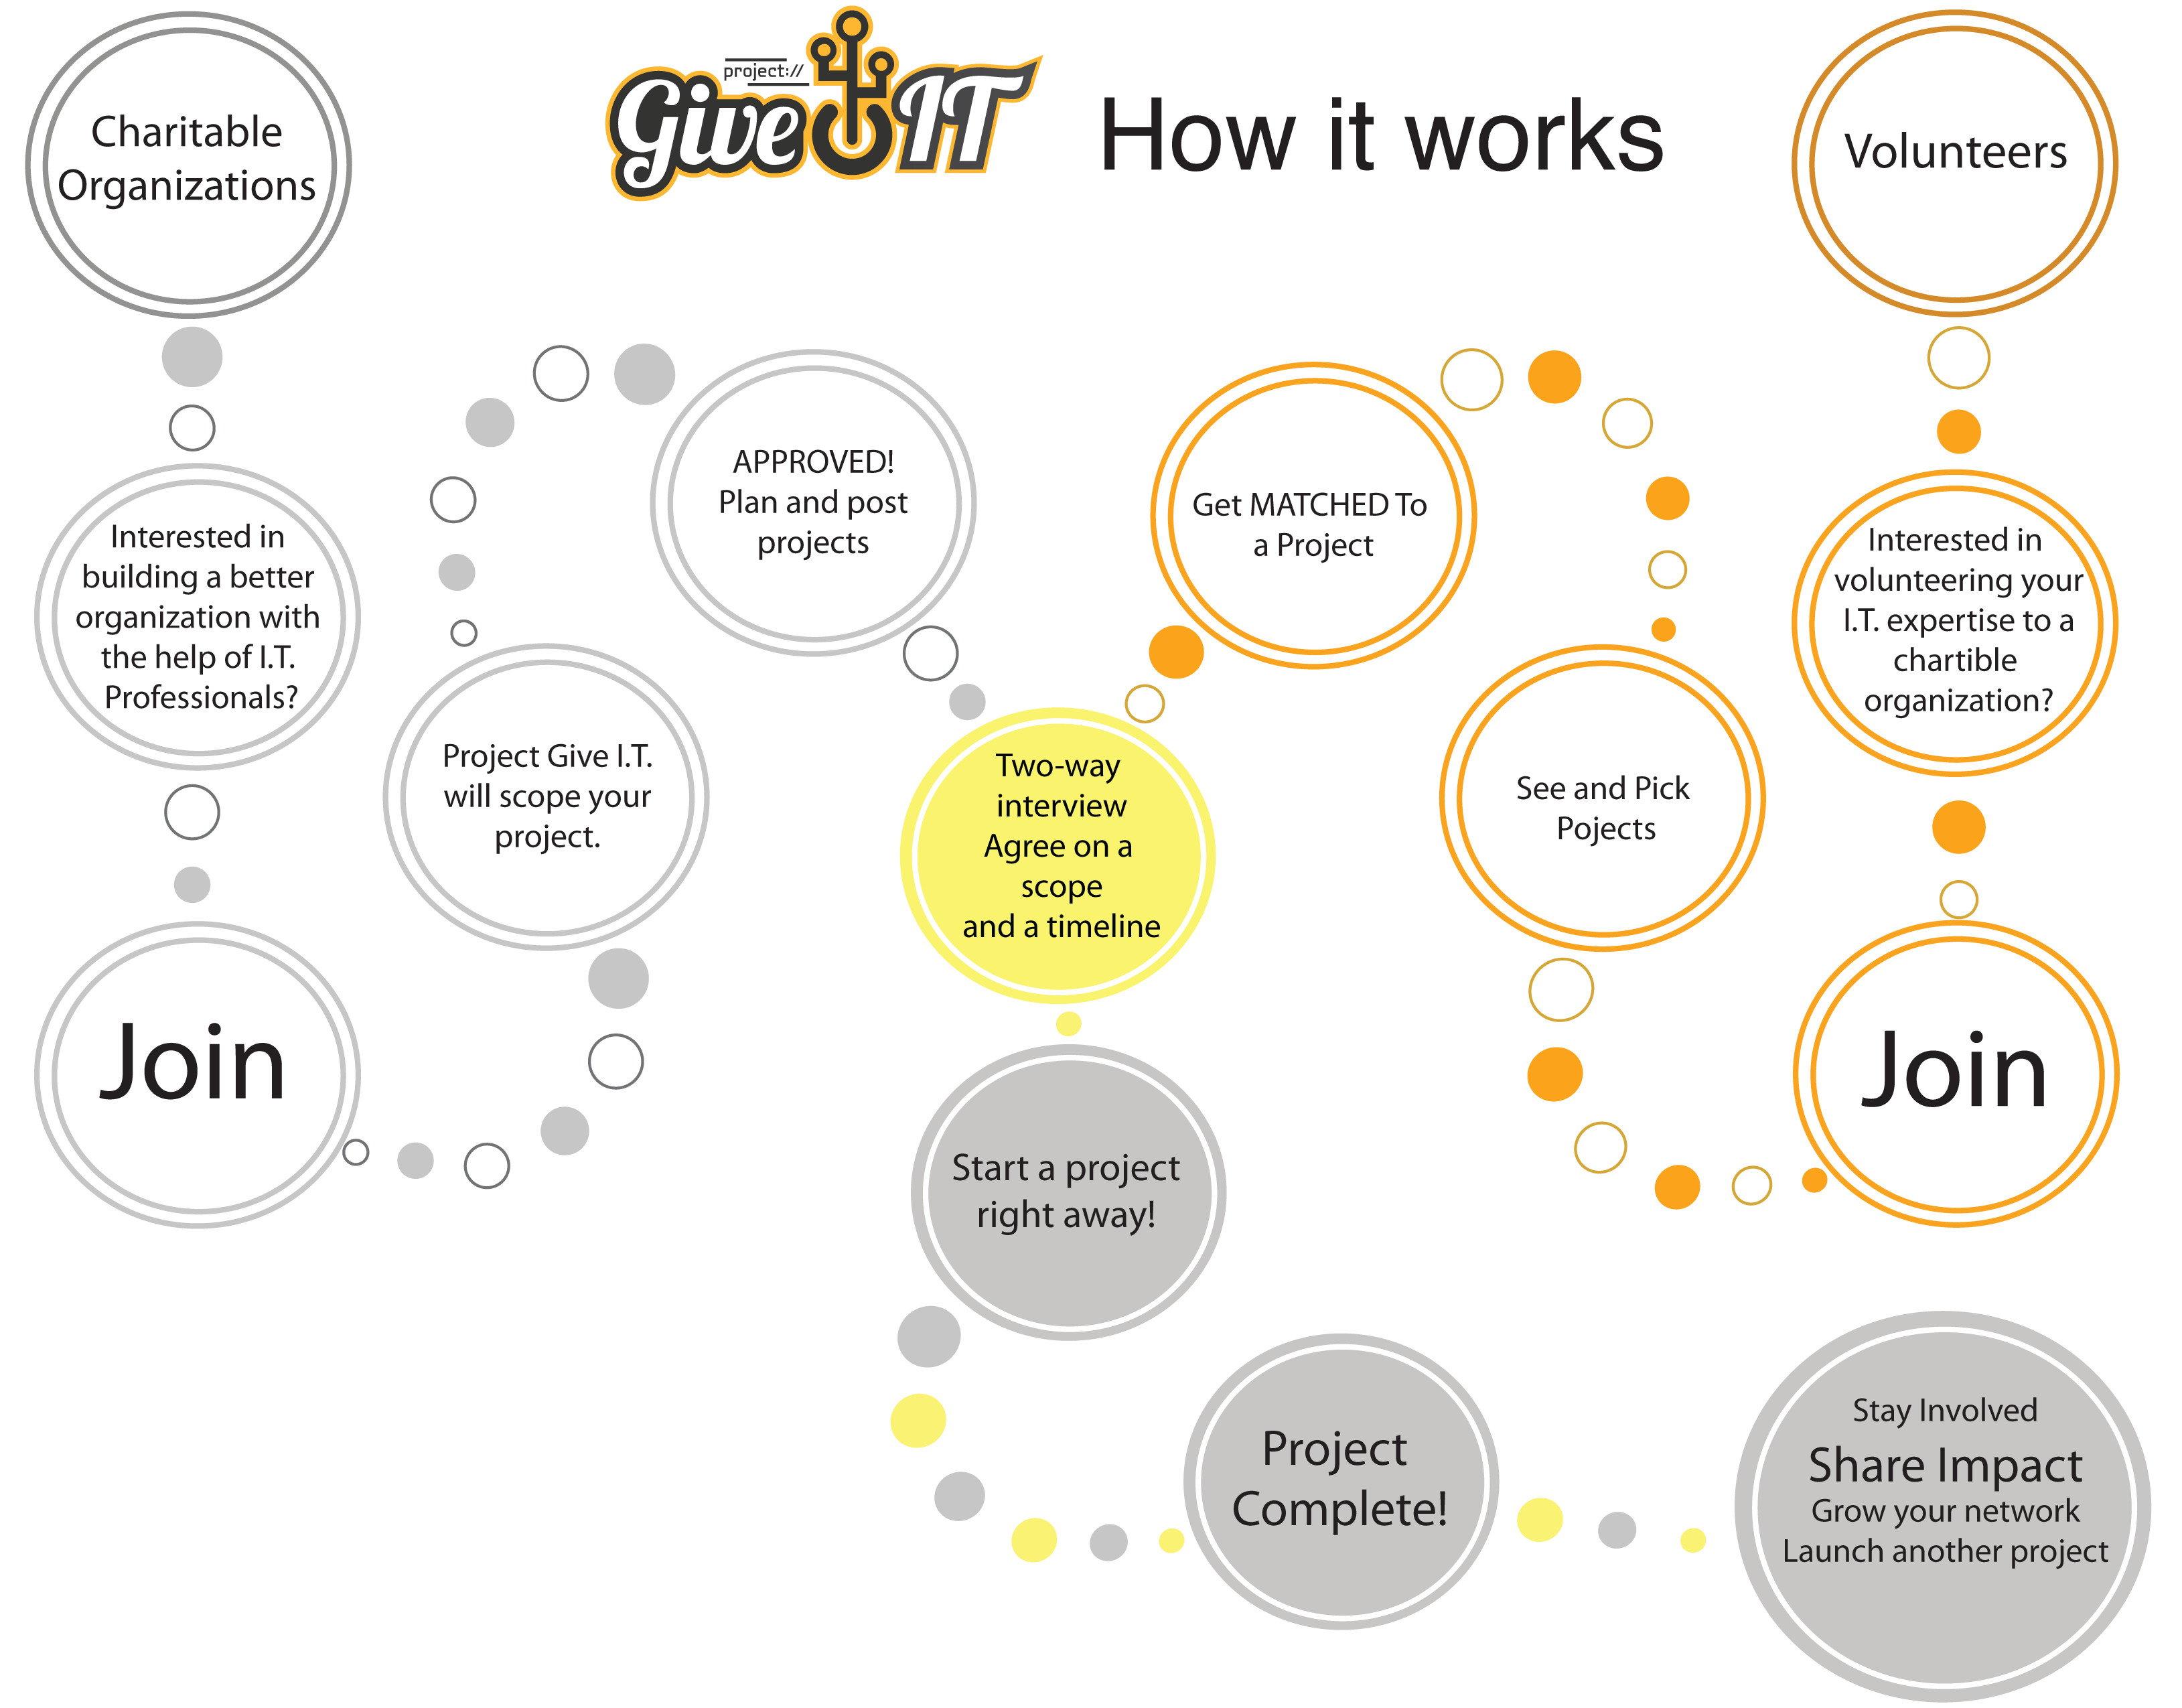 project://
Give IT
How it works
Charitable
Organizations
Interested in
building a better
organization with
the help of I.T.
Professionals?
Join
Project Give I.T.
will scope your
project.
APPROVED!
Plan and post
projects
Volunteers
Interested in
volunteering your
I.T. expertise to a
chartible
organization?
Join
See and Pick
Pojects
Get MATCHED To
a Project
Two-way
interview
Agree on a
scope
and a timeline
Start a project
right away!
Project
Complete!
Stay Involved
Share Impact
Grow your network
Launch another project